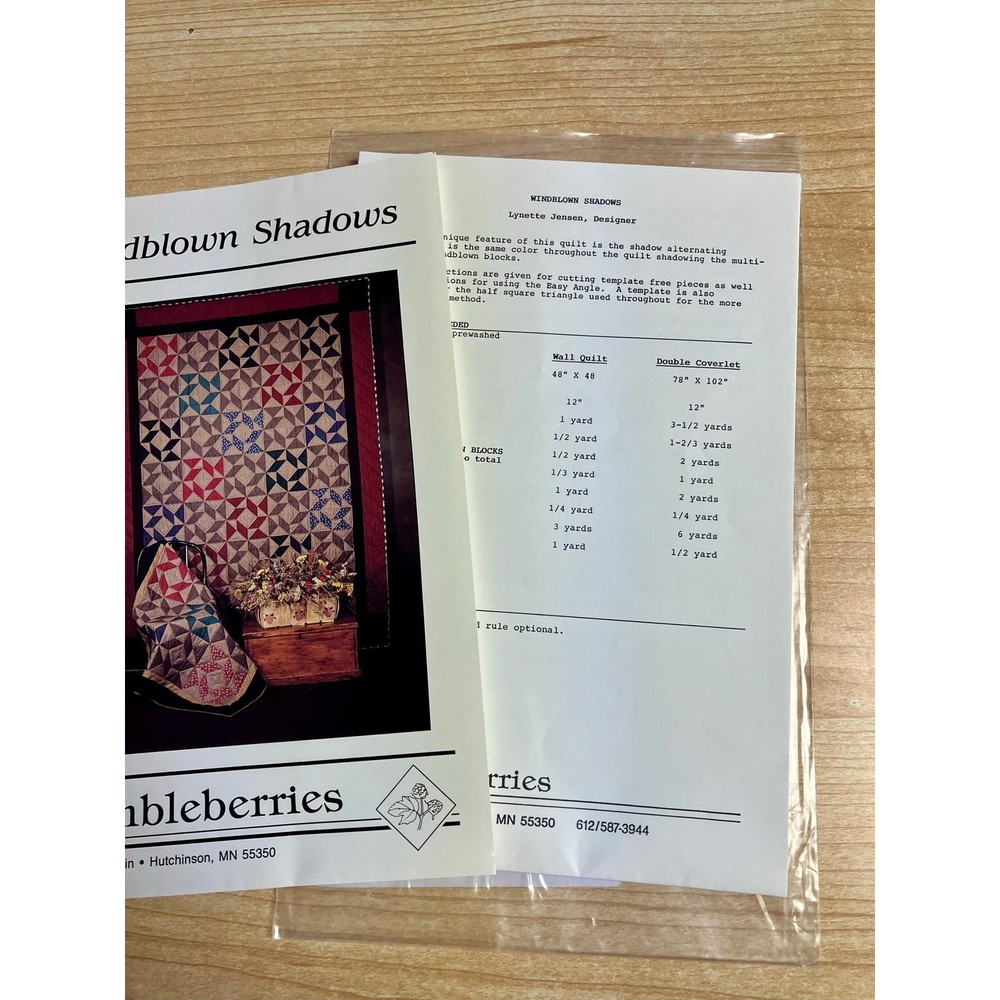 dblown Shadows
mbleberries
in • Hutchinson, MN 55350
WINDBLOWN SHADOWS
Lynette Jensen, Designer
nique feature of this quilt is the shadow alternating
is the same color throughout the quilt shadowing the multi-
dblown blocks.
ctions are given for cutting template free pieces as well
ions for using the Easy Angle. A template is also
r the half square triangle used throughout for the more
method.
EDED
prewashed
Wall Quilt Double Coverlet
48" X 48 78" X 102"
12" 12"
1 yard 3-1/2 yards
1/2 yard 1-2/3 yards
N BLOCKS 1/2 yard 2 yards
o total
1/3 yard 1 yard
1 yard 2 yards
1/4 yard 1/4 yard
3 yards 6 yards
1 yard 1/2 yard
d rule optional.
rries
MN 55350 612/587-3944